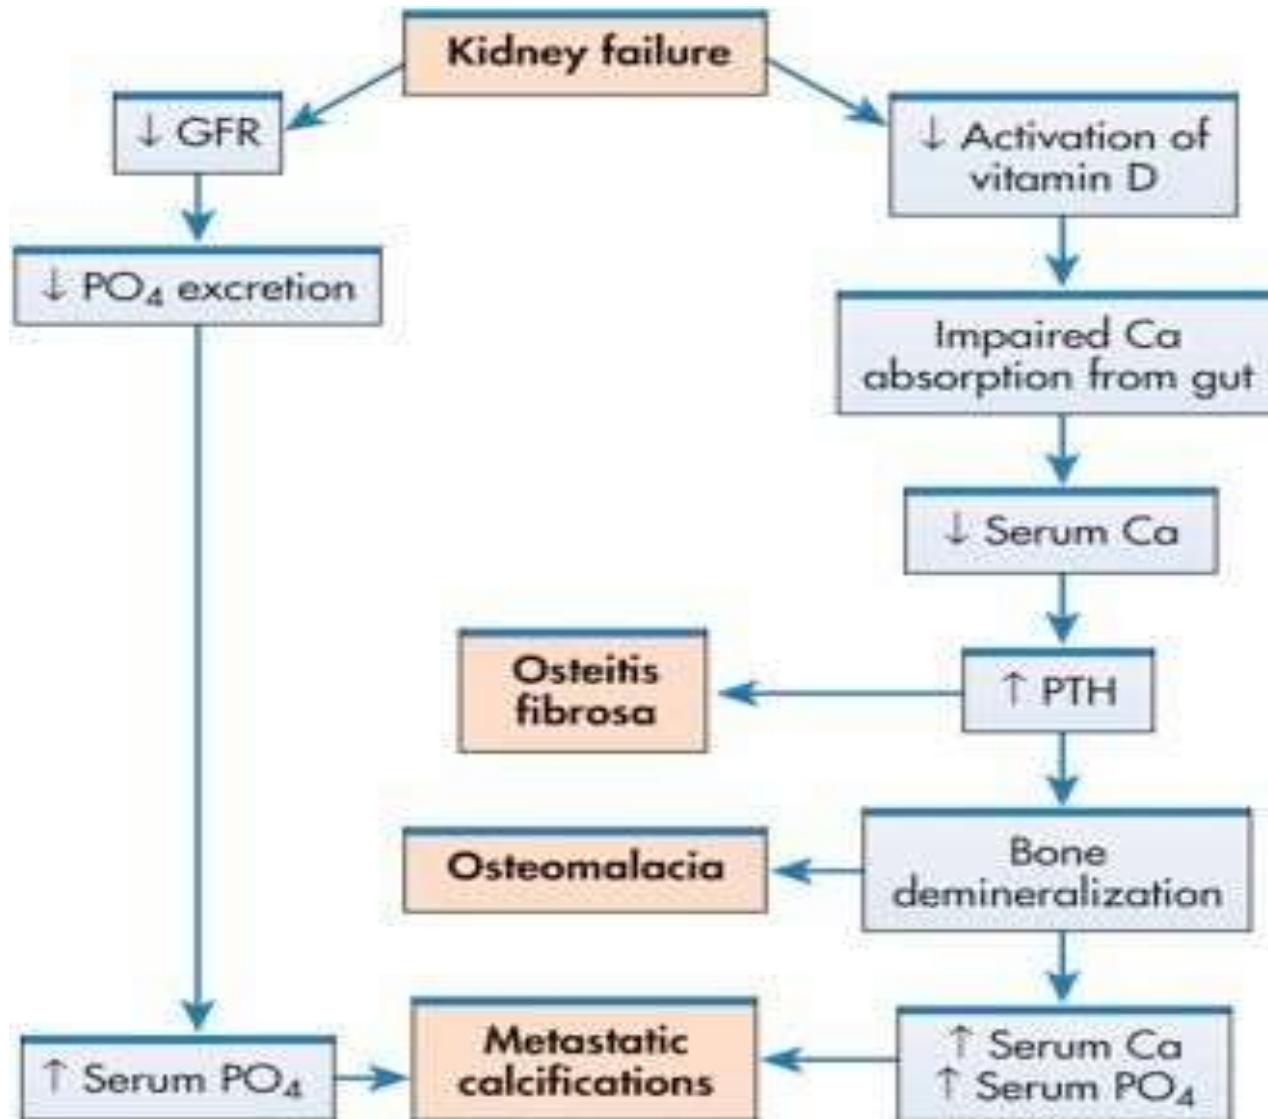 Kidney failure
↓ GFR
↓ Activation of
vitamin D
↓ PO₄ excretion
Impaired Ca
absorption from gut
↓ Serum Ca
Osteitis
fibrosa
↑ PTH
Osteomalacia
Bone
demineralization
↑ Serum PO₄
Metastatic
calcifications
↑ Serum Ca
↑ Serum PO₄